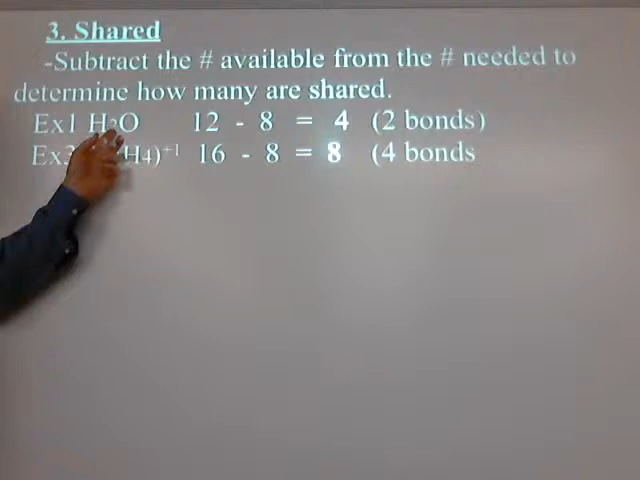 3. Shared
-Subtract the # available from the # needed to
determine how many are shared.
Ex1 H2O 12 - 8 = 4 (2 bonds)
H4)+1 16 - 8 = 8 (4 bonds